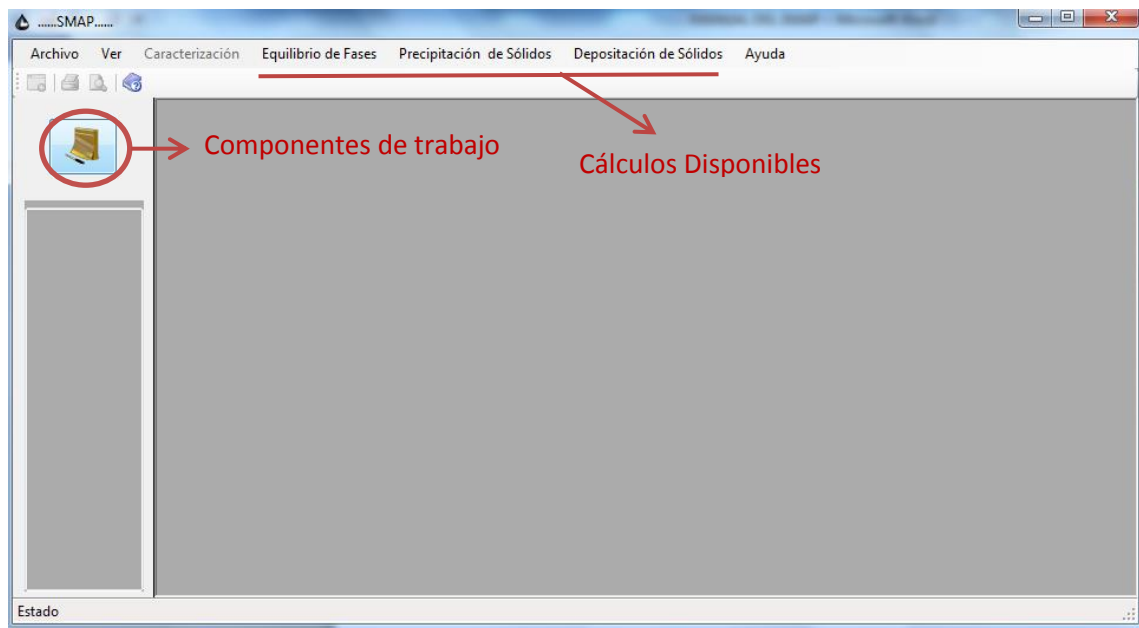 ......SMAP......
Archivo Ver Caracterización Equilibrio de Fases Precipitación de Sólidos Depositación de Sólidos Ayuda
Componentes de trabajo
Cálculos Disponibles
Estado